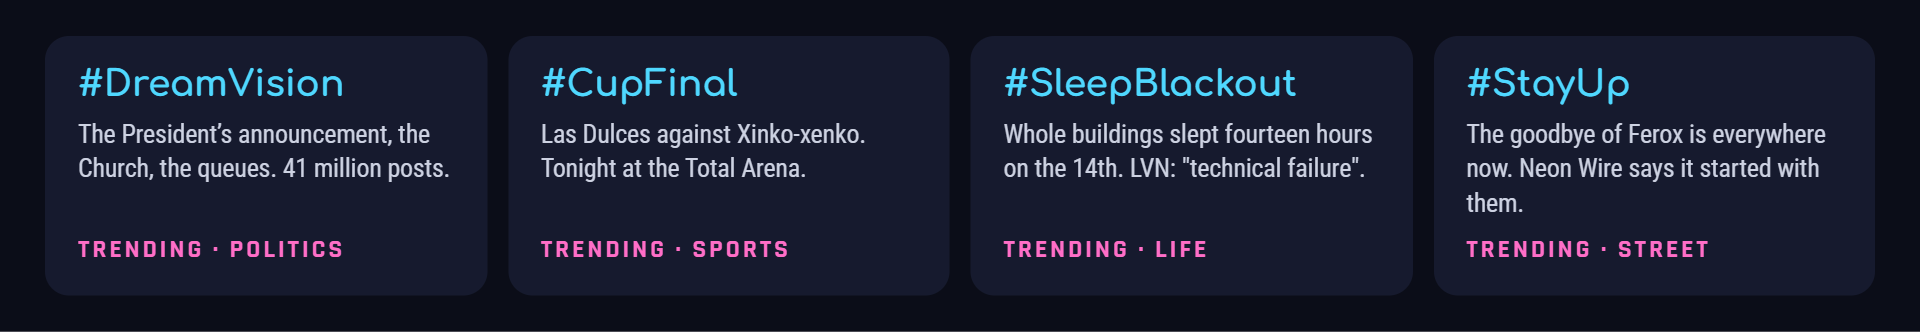 #DreamVision
The President’s announcement, the
Church, the queues. 41 million posts.
TRENDING · POLITICS
#CupFinal
Las Dulces against Xinko-xenko.
Tonight at the Total Arena.
TRENDING · SPORTS
#SleepBlackout
Whole buildings slept fourteen hours
on the 14th. LVN: "technical failure".
TRENDING · LIFE
#StayUp
The goodbye of Ferox is everywhere
now. Neon Wire says it started with
them.
TRENDING · STREET